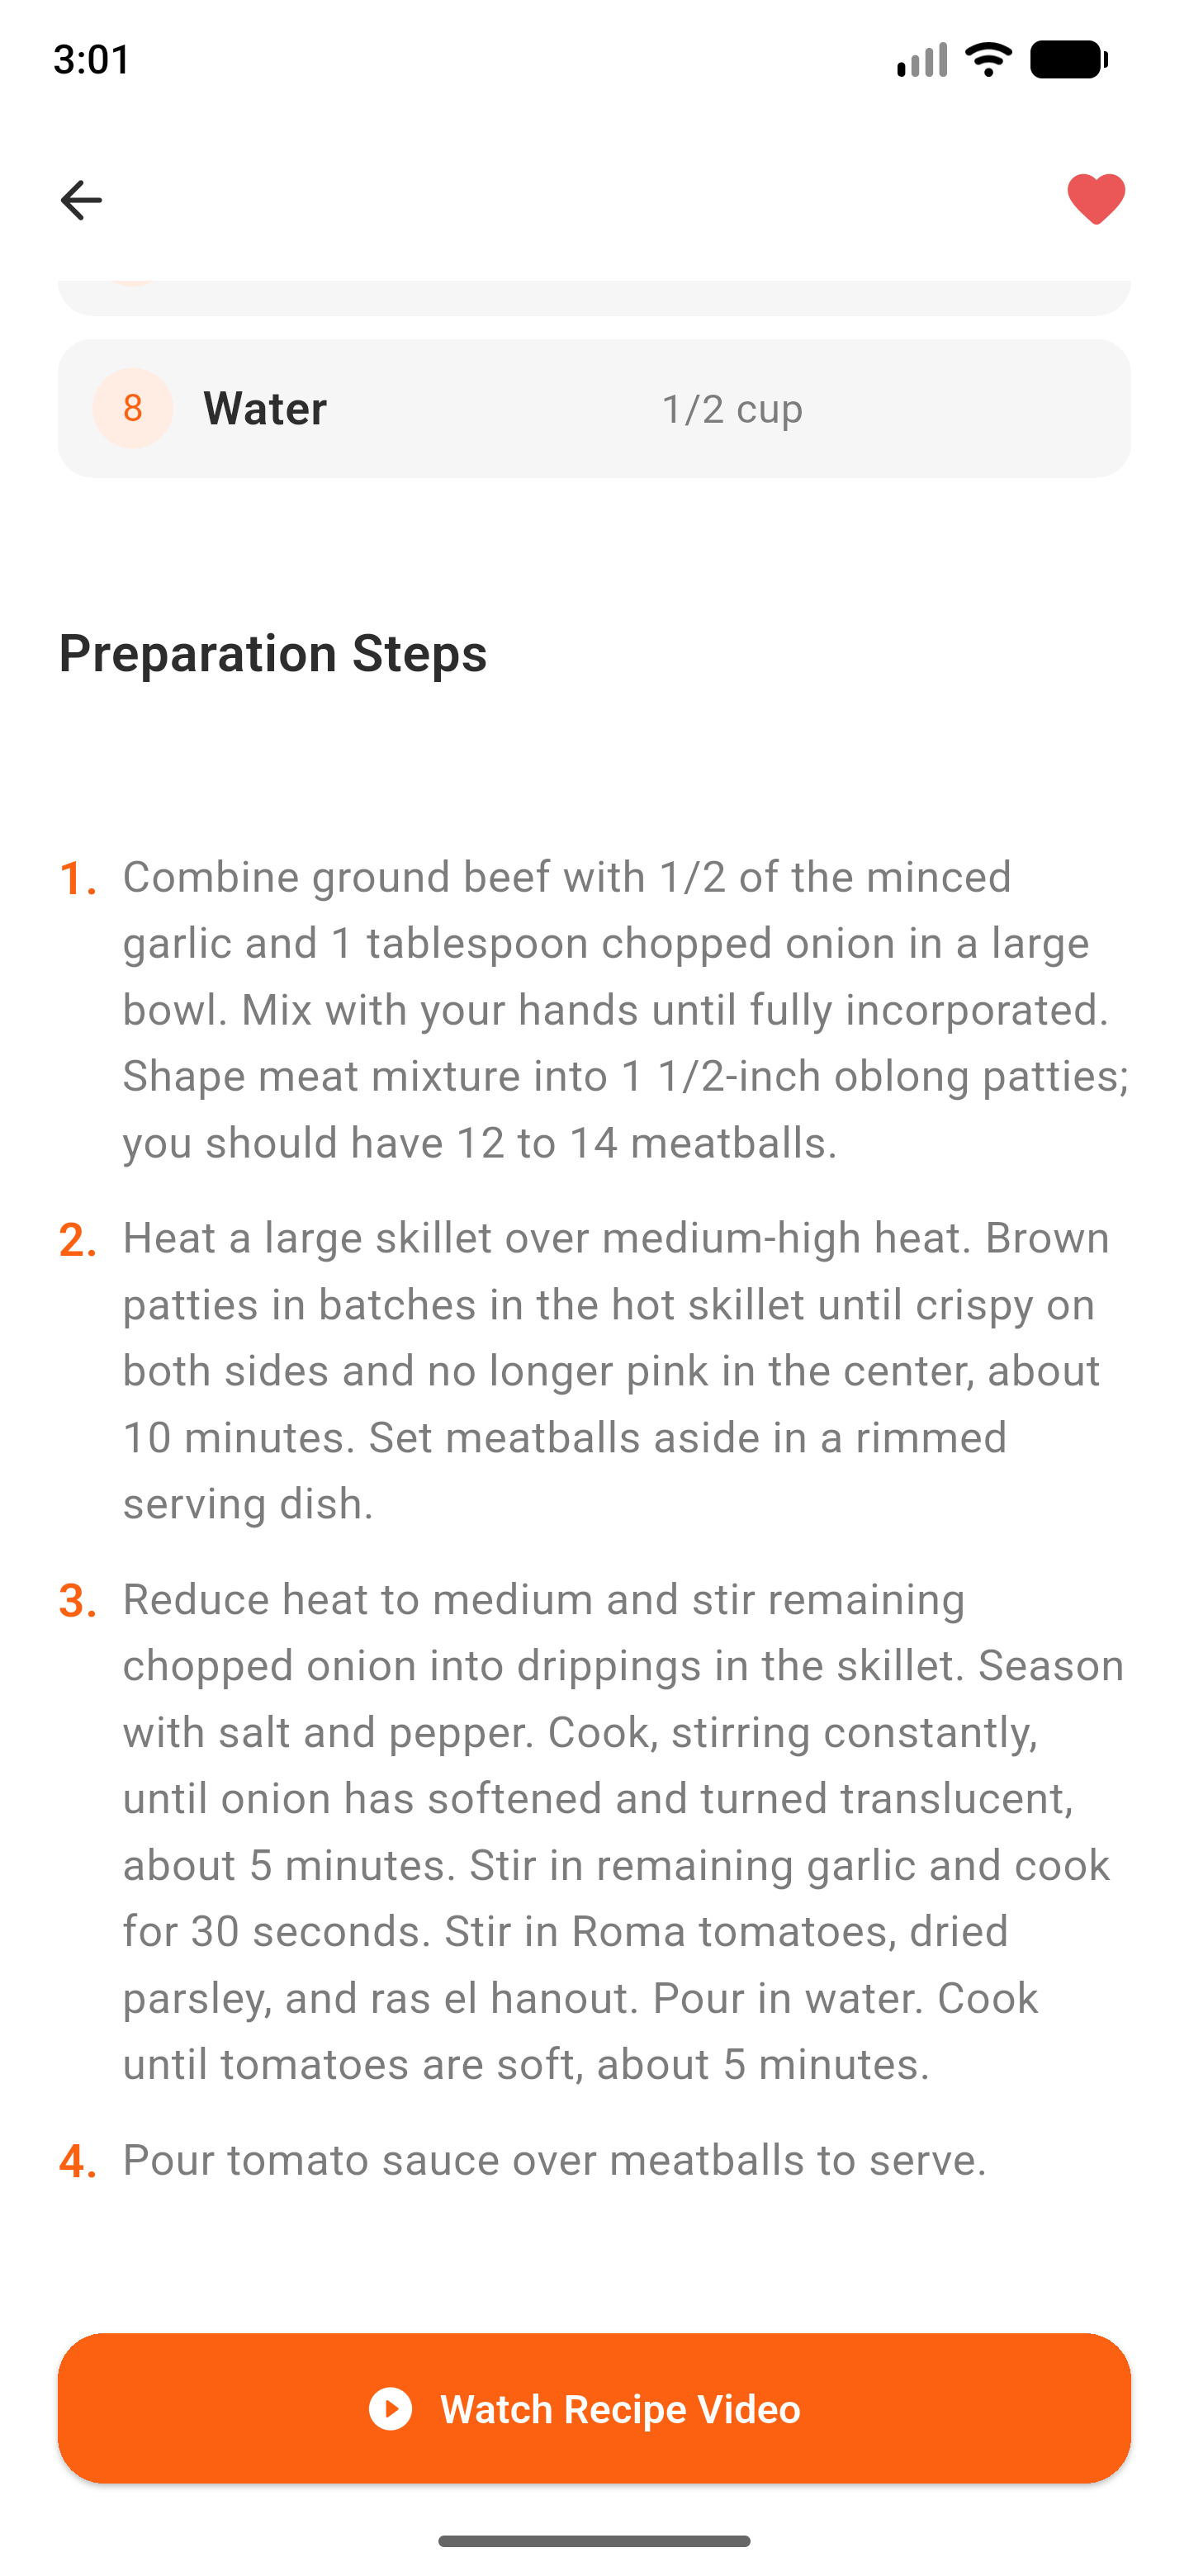 3:01
8 Water 1/2 cup
Preparation Steps
1. Combine ground beef with 1/2 of the minced
garlic and 1 tablespoon chopped onion in a large
bowl. Mix with your hands until fully incorporated.
Shape meat mixture into 1 1/2-inch oblong patties;
you should have 12 to 14 meatballs.
2. Heat a large skillet over medium-high heat. Brown
patties in batches in the hot skillet until crispy on
both sides and no longer pink in the center, about
10 minutes. Set meatballs aside in a rimmed
serving dish.
3. Reduce heat to medium and stir remaining
chopped onion into drippings in the skillet. Season
with salt and pepper. Cook, stirring constantly,
until onion has softened and turned translucent,
about 5 minutes. Stir in remaining garlic and cook
for 30 seconds. Stir in Roma tomatoes, dried
parsley, and ras el hanout. Pour in water. Cook
until tomatoes are soft, about 5 minutes.
4. Pour tomato sauce over meatballs to serve.
Watch Recipe Video